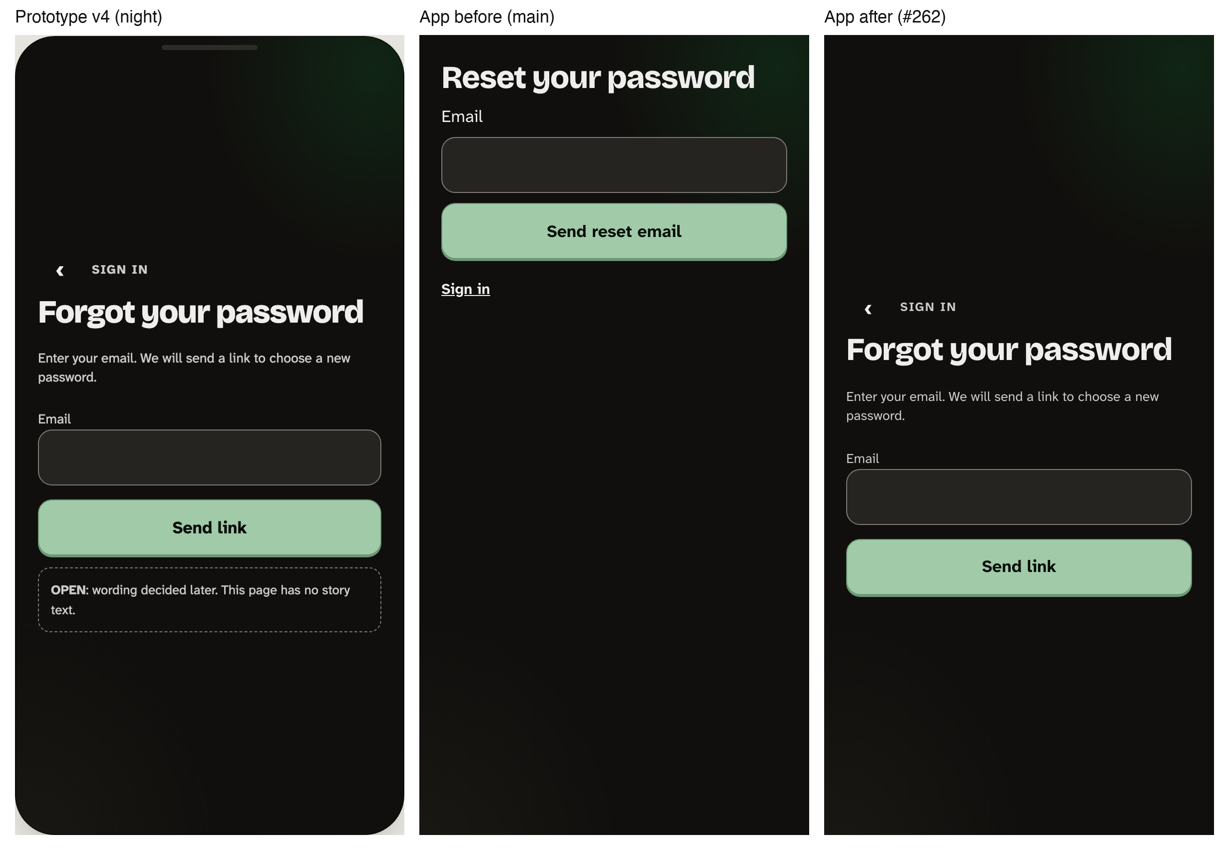 Prototype v4 (night)
‹ SIGN IN
Forgot your password
Enter your email. We will send a link to choose a new
password.
Email
Send link
OPEN: wording decided later. This page has no story
text.
App before (main)
Reset your password
Email
Send reset email
Sign in
App after (#262)
‹ SIGN IN
Forgot your password
Enter your email. We will send a link to choose a new
password.
Email
Send link